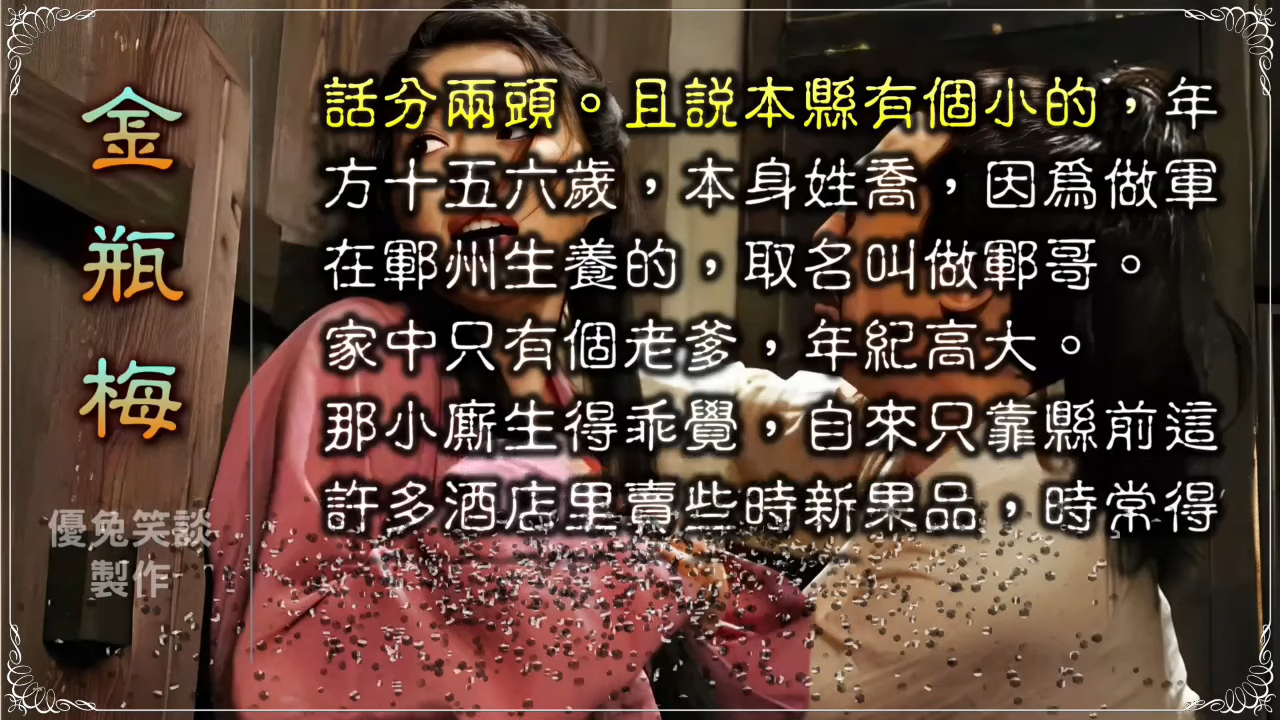 金瓶梅
優兔笑談
製作
話分兩頭。且説本縣有個小的，年
方十五六歲，本身姓喬，因爲做軍
在鄆州生養的，取名叫做鄆哥。
家中只有個老爹，年紀高大。
那小廝生得乖覺，自來只靠縣前這
許多酒店里賣些時新果品，時常得